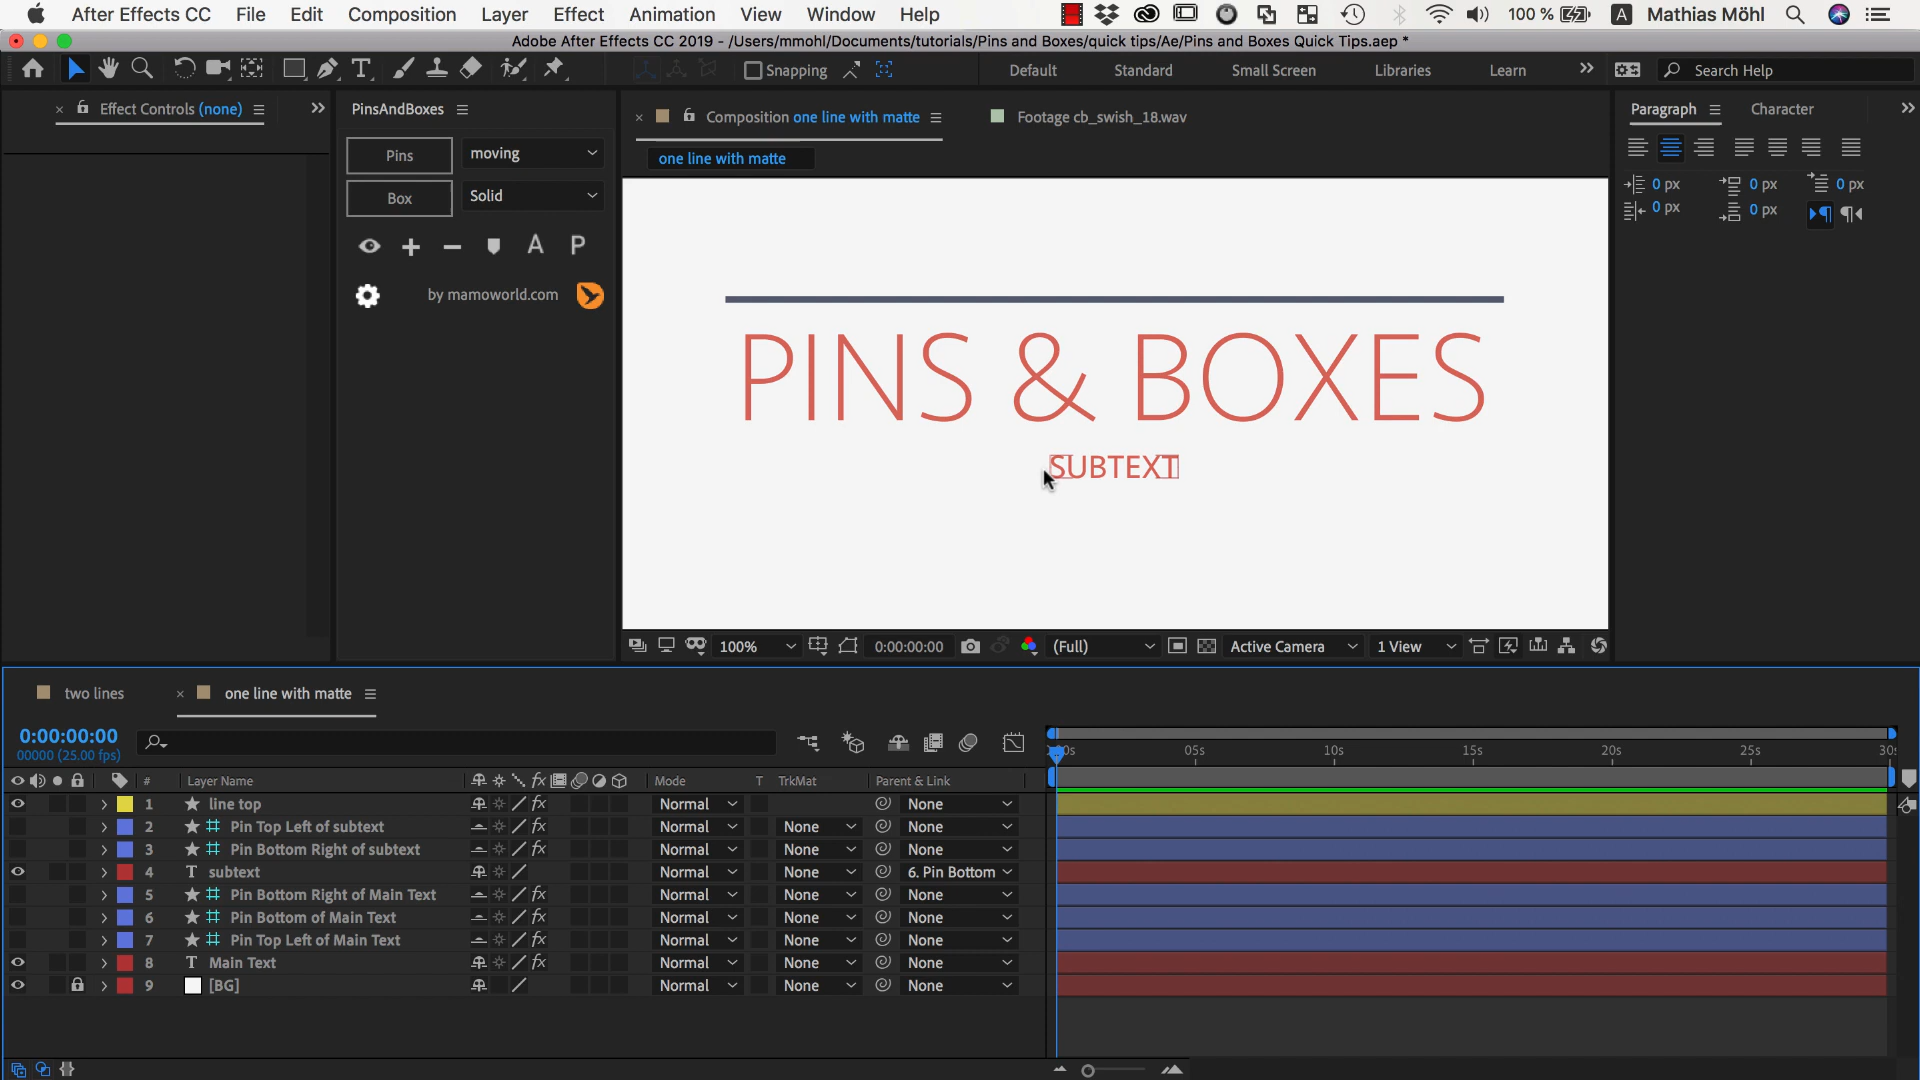 After Effects CC File Edit Composition Layer Effect Animation View Window Help 100 % A Mathias Möhl
Adobe After Effects CC 2019 - /Users/mmohl/Documents/tutorials/Pins and Boxes/quick tips/Ae/Pins and Boxes Quick Tips.aep *
Snapping Default Standard Small Screen Libraries Learn Search Help
Effect Controls (none)
PinsAndBoxes
Pins moving
Box Solid
A P
by mamoworld.com
Composition one line with matte Footage cb_swish_18.wav
one line with matte
PINS & BOXES
SUBTEXT
100% 0:00:00:00 (Full) Active Camera 1 View
Paragraph Character
0 px 0 px 0 px
0 px 0 px
two lines one line with matte
0:00:00:00
00000 (25.00 fps)
05s 10s 15s 20s 25s
# Layer Name fx Mode T TrkMat Parent & Link
1 line top fx Normal None
2 Pin Top Left of subtext fx Normal None None
3 Pin Bottom Right of subtext fx Normal None None
4 T subtext Normal None 6. Pin Bottom
5 Pin Bottom Right of Main Text fx Normal None None
6 Pin Bottom of Main Text fx Normal None None
7 Pin Top Left of Main Text fx Normal None None
8 T Main Text fx Normal None None
9 [BG] Normal None None